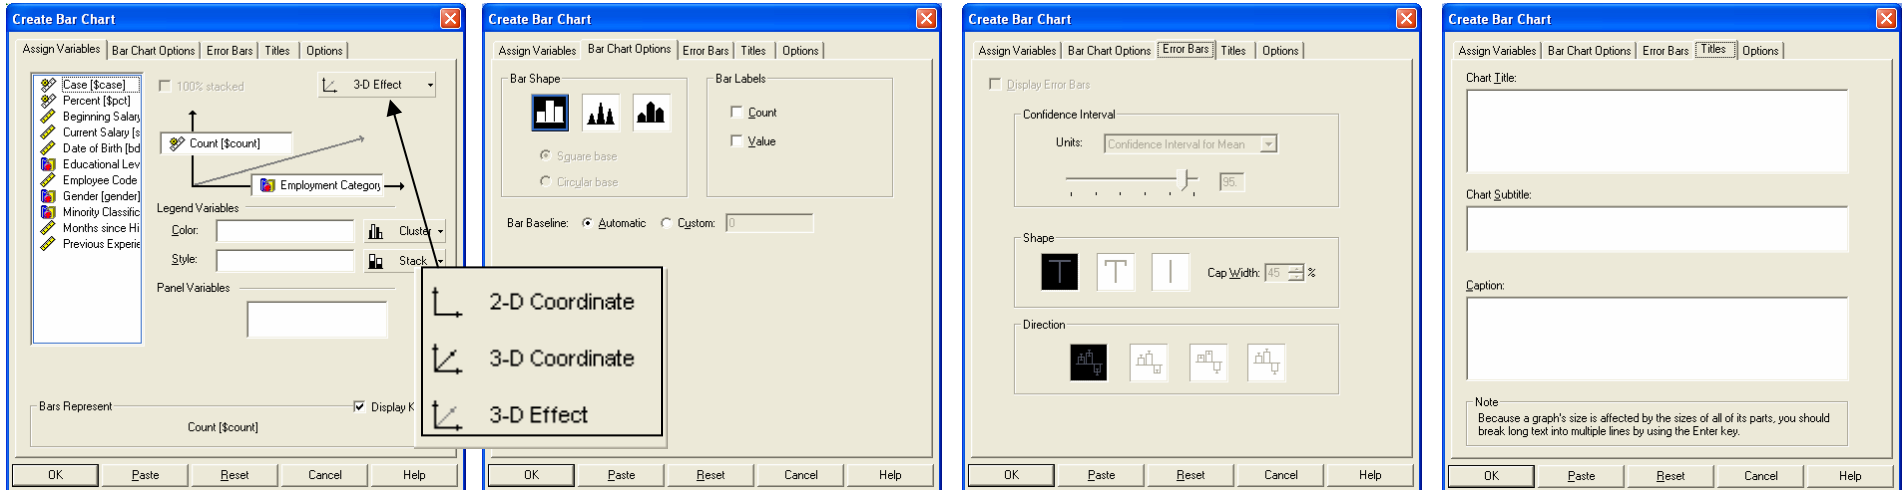 Create Bar Chart
Assign Variables Bar Chart Options Error Bars Titles Options
Case [$case]
Percent [$pct]
Beginning Salary
Current Salary [s
Date of Birth [bd
Educational Lev
Employee Code
Gender [gender]
Minority Classific
Months since Hi
Previous Experie
100% stacked
3-D Effect
Count [$count]
Employment Category
Legend Variables
Color:
Cluster
Style:
Stack
Panel Variables
Bars Represent
Display K
Count [$count]
OK Paste Reset Cancel Help
2-D Coordinate
3-D Coordinate
3-D Effect
Create Bar Chart
Assign Variables Bar Chart Options Error Bars Titles Options
Bar Shape
Square base
Circular base
Bar Labels
Count
Value
Bar Baseline: Automatic Custom: 0
OK Paste Reset Cancel Help
Create Bar Chart
Assign Variables Bar Chart Options Error Bars Titles Options
Display Error Bars
Confidence Interval
Units: Confidence Interval for Mean
95.
Shape
Cap Width: 45 %
Direction
OK Paste Reset Cancel Help
Create Bar Chart
Assign Variables Bar Chart Options Error Bars Titles Options
Chart Title:
Chart Subtitle:
Caption:
Note
Because a graph's size is affected by the sizes of all of its parts, you should
break long text into multiple lines by using the Enter key.
OK Paste Reset Cancel Help